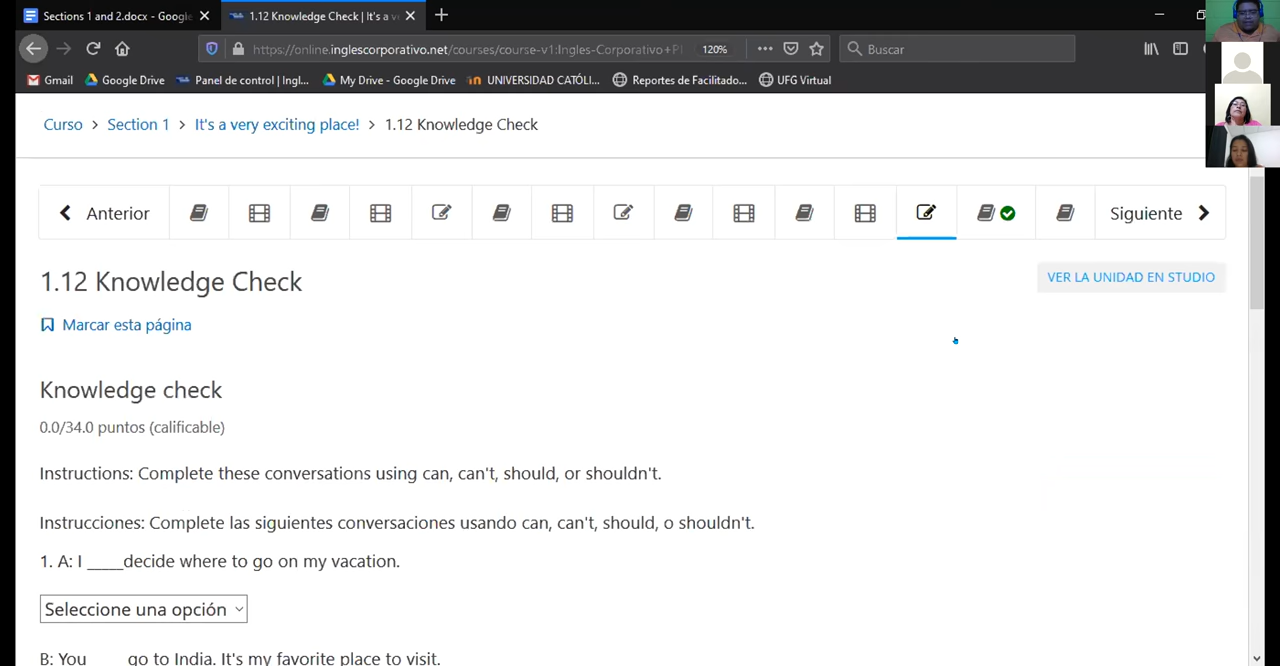 Sections 1 and 2.docx - Google
1.12 Knowledge Check | It's a ve
https://online.inglescorporativo.net/courses/course-v1:Ingles-Corporativo+P
120%
Buscar
Gmail
Google Drive
Panel de control | Ingl...
My Drive - Google Drive
UNIVERSIDAD CATÓLI...
Reportes de Facilitado...
UFG Virtual
Curso > Section 1 > It's a very exciting place! > 1.12 Knowledge Check
Anterior
Siguiente
1.12 Knowledge Check
VER LA UNIDAD EN STUDIO
Marcar esta página
Knowledge check
0.0/34.0 puntos (calificable)
Instructions: Complete these conversations using can, can't, should, or shouldn't.
Instrucciones: Complete las siguientes conversaciones usando can, can't, should, o shouldn't.
1. A: I _____decide where to go on my vacation.
Seleccione una opción
B: You ____ go to India. It's my favorite place to visit.